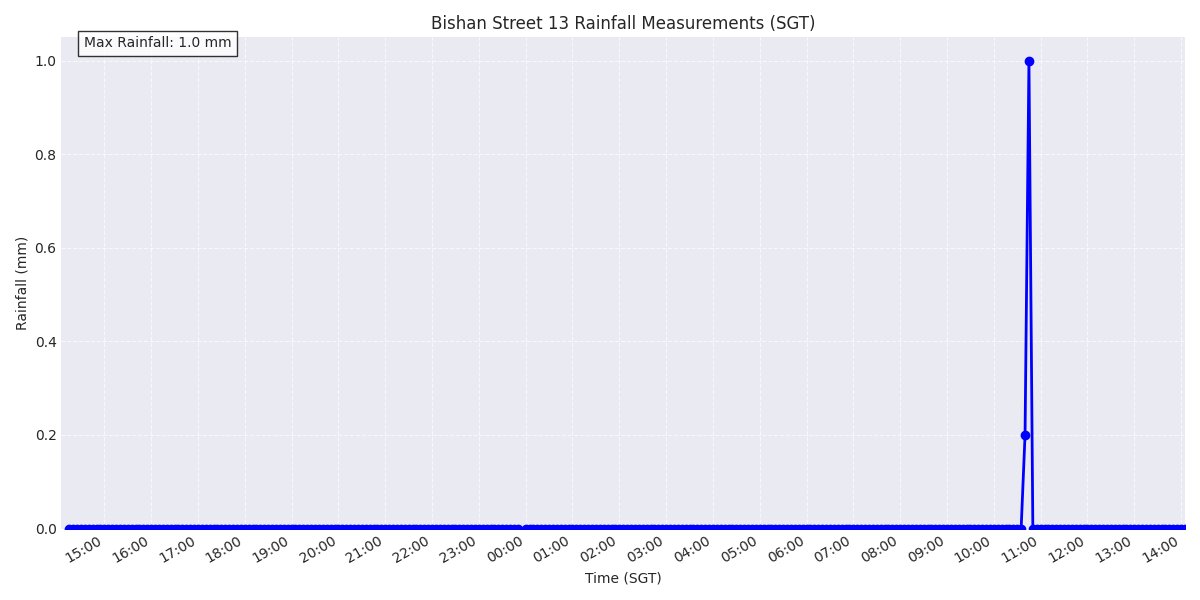 Bishan Street 13 Rainfall Measurements (SGT)
Max Rainfall: 1.0 mm
1.0
0.8
0.6
0.4
0.2
0.0
Rainfall (mm)
15:00 16:00 17:00 18:00 19:00 20:00 21:00 22:00 23:00 00:00 01:00 02:00 03:00 04:00 05:00 06:00 07:00 08:00 09:00 10:00 11:00 12:00 13:00 14:00
Time (SGT)